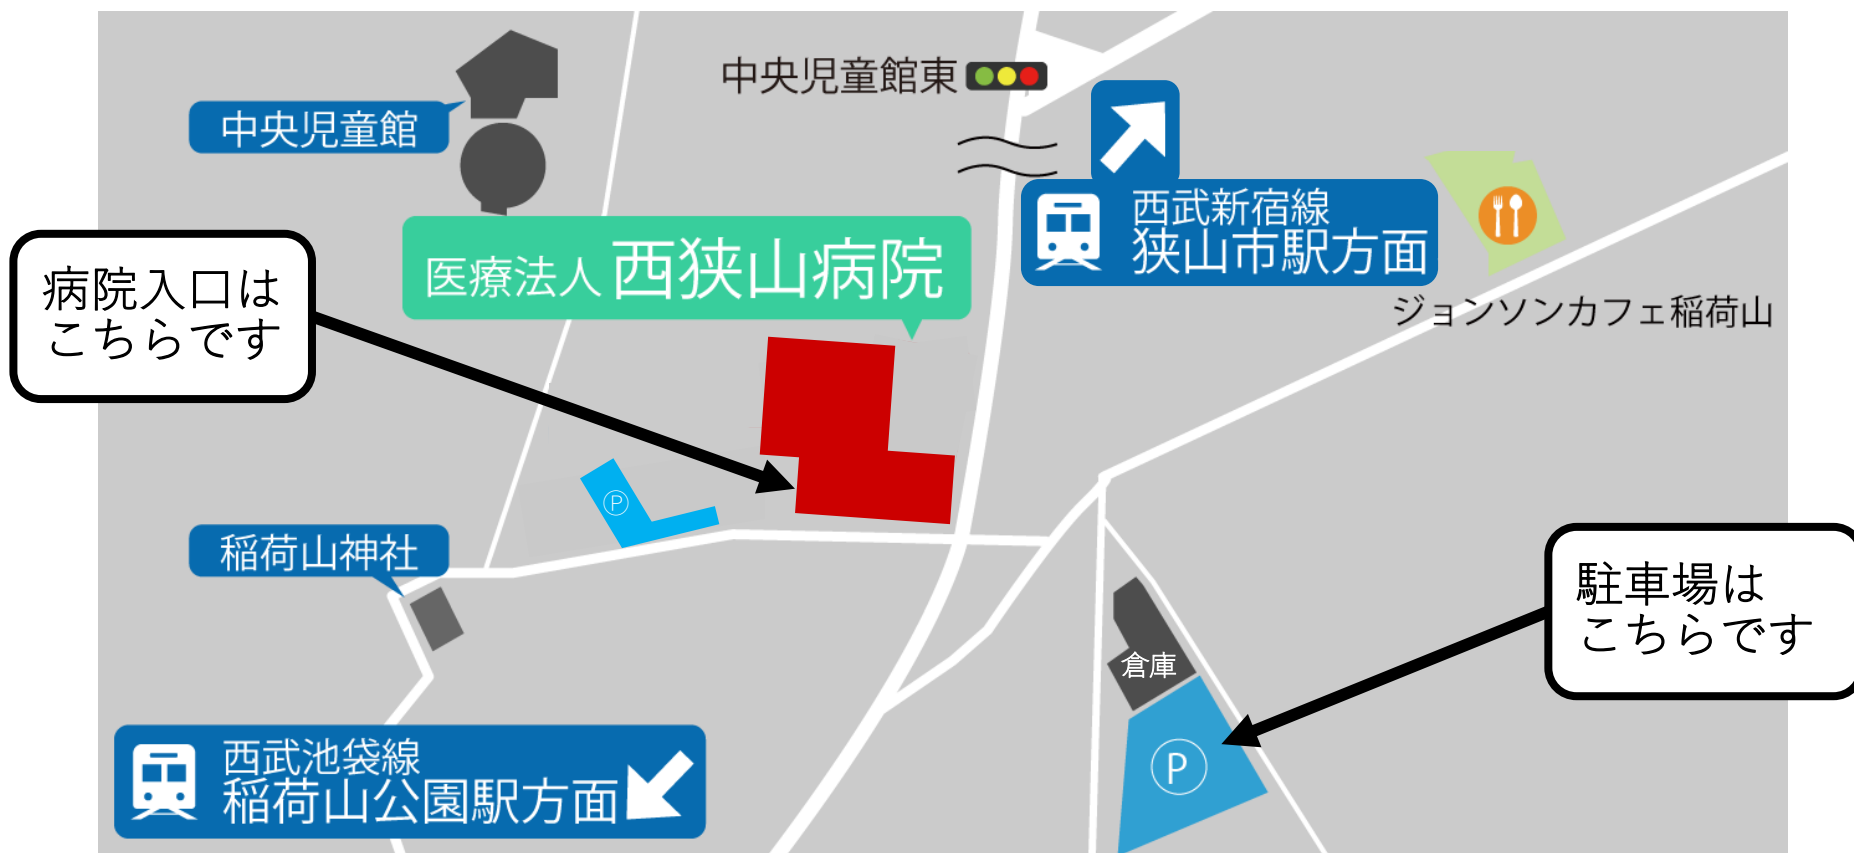 中央児童館東
中央児童館
西武新宿線
狭山市駅方面
医療法人 西狭山病院
病院入口は
こちらです
ジョンソンカフェ稲荷山
P
稲荷山神社
駐車場は
こちらです
倉庫
P
西武池袋線
稲荷山公園駅方面